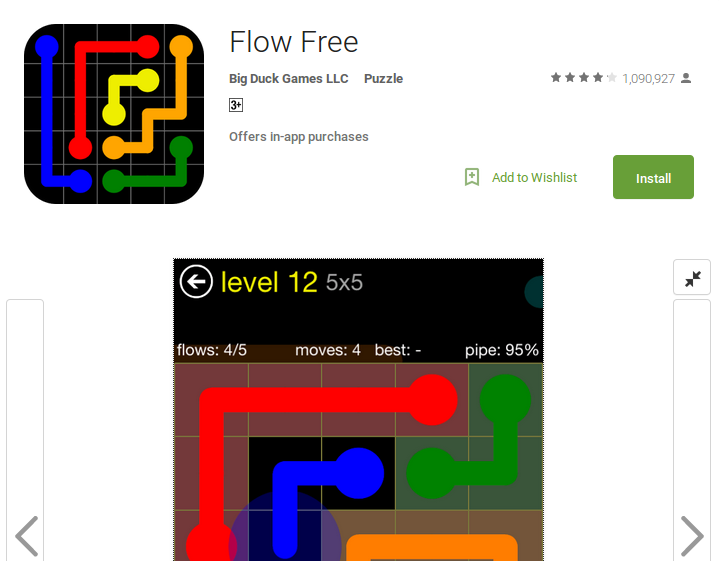 Flow Free
Big Duck Games LLC Puzzle 1,090,927
3+
Offers in-app purchases
Add to Wishlist Install
level 12 5x5
flows: 4/5 moves: 4 best: - pipe: 95%